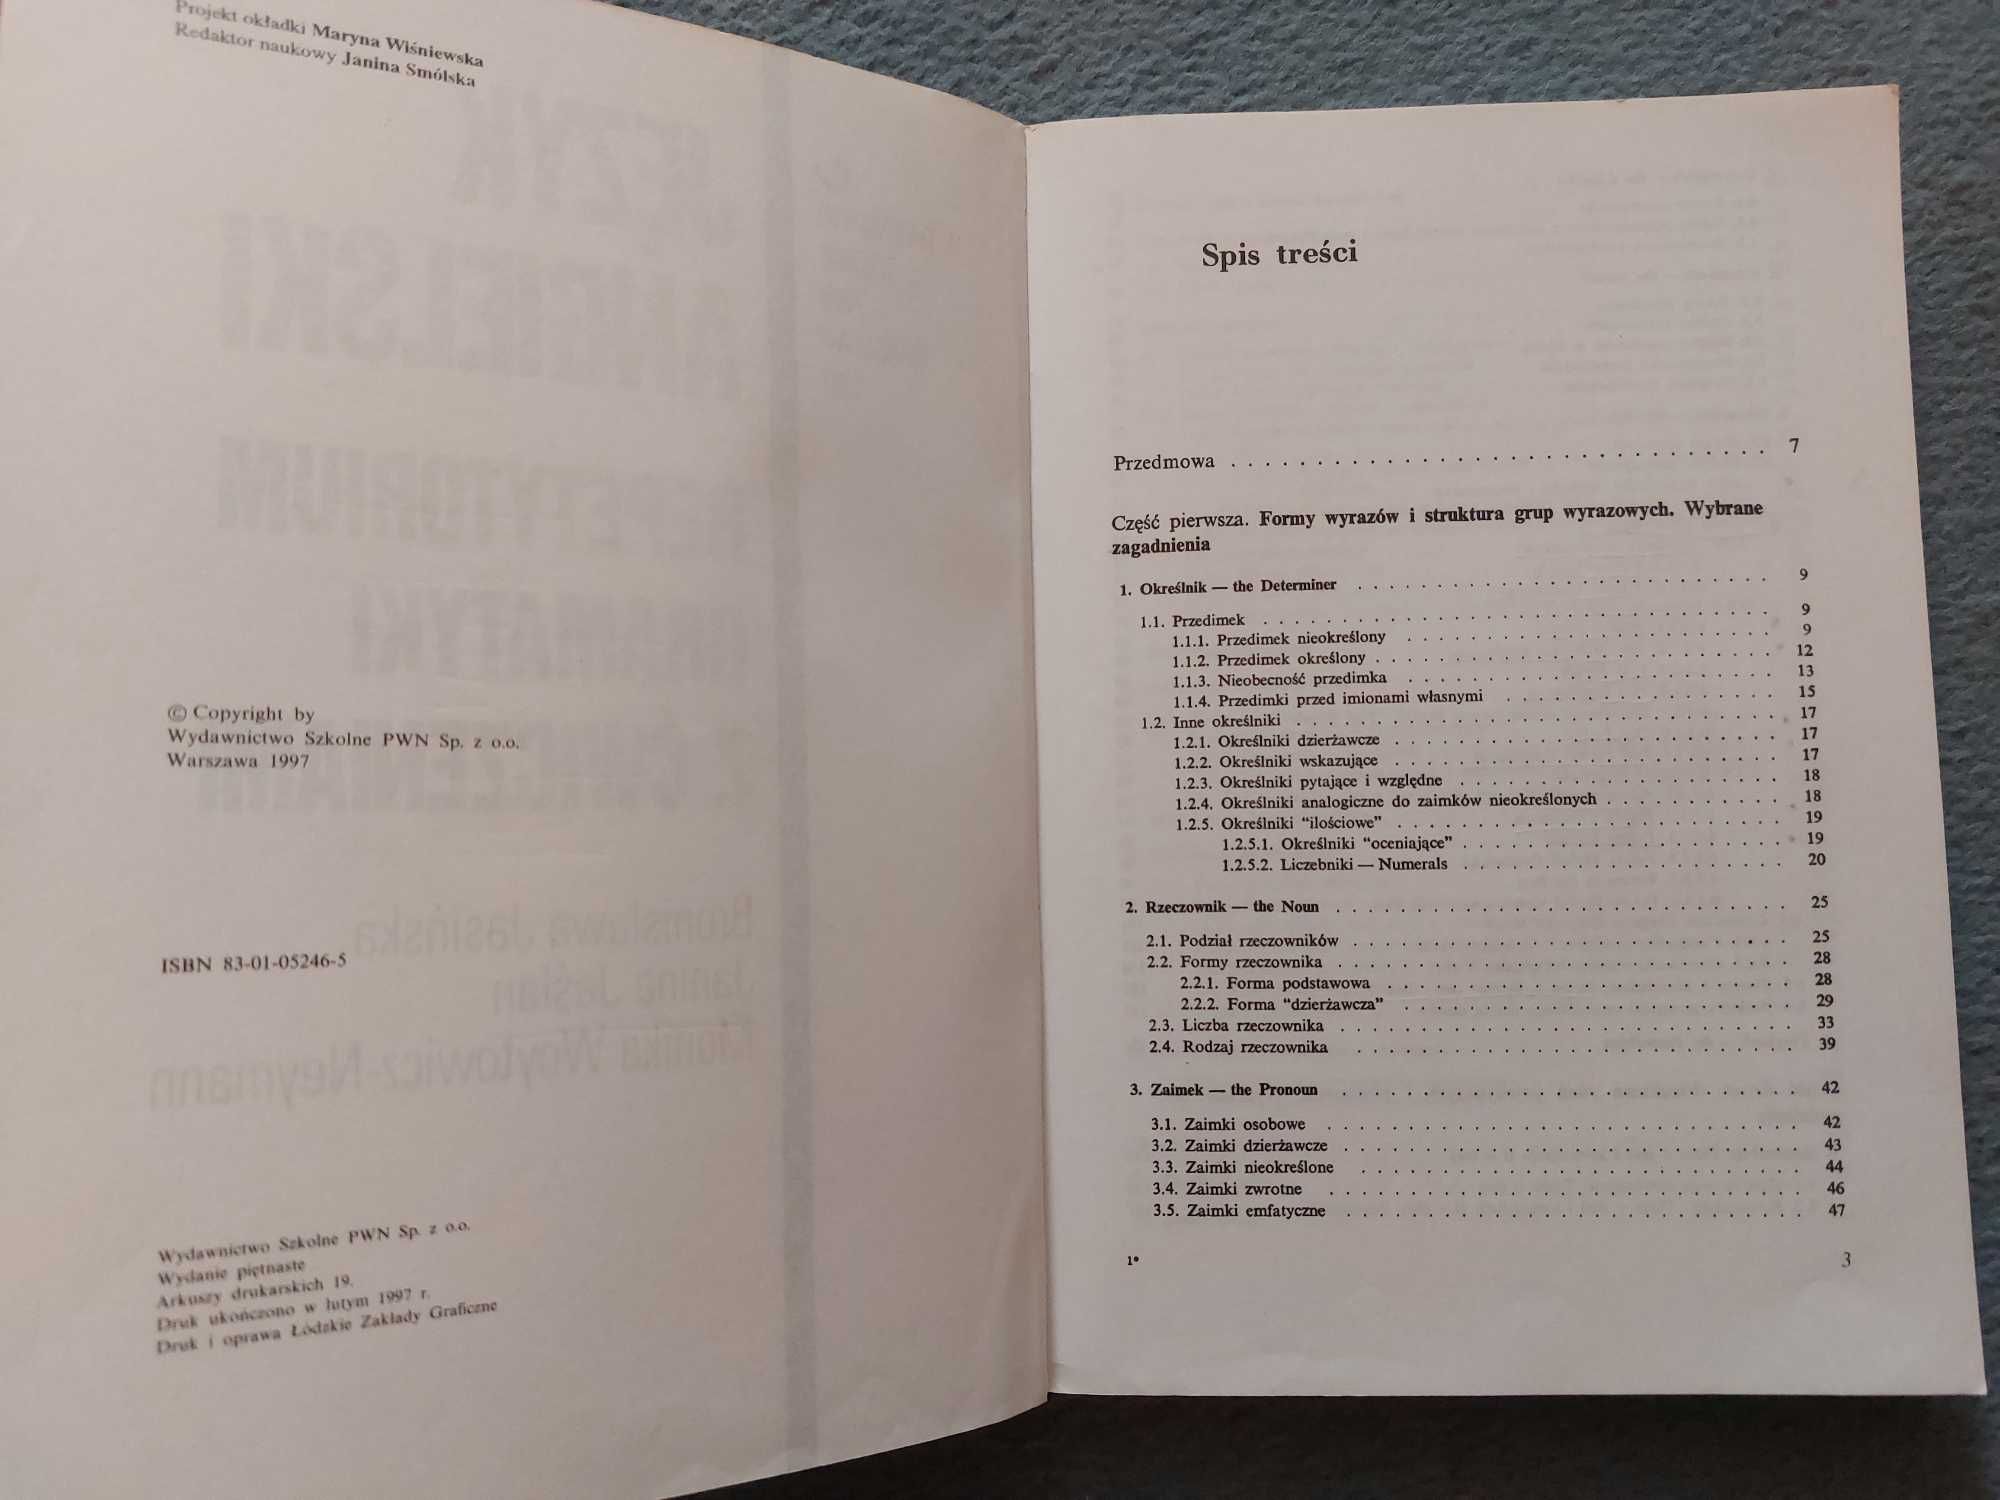 Projekt okładki Maryna Wiśniewska
Redaktor naukowy Janina Smólska
© Copyright by
Wydawnictwo Szkolne PWN Sp. z o.o.
Warszawa 1997
ISBN 83-01-05246-5
Wydawnictwo Szkolne PWN Sp. z o.o.
Wydanie piętnaste
Arkuszy drukarskich 19.
Druk ukończono w lutym 1997 r.
Druk i oprawa Łódzkie Zakłady Graficzne
Spis treści
Przedmowa . . . . . . . . . . 7
Część pierwsza. Formy wyrazów i struktura grup wyrazowych. Wybrane
zagadnienia
1. Określnik — the Determiner . . . . . . . . . . 9
1.1. Przedimek . . . . . . . . . . 9
1.1.1. Przedimek nieokreślony . . . . . . . . . . 9
1.1.2. Przedimek określony . . . . . . . . . . 12
1.1.3. Nieobecność przedimka . . . . . . . . . . 13
1.1.4. Przedimki przed imionami własnymi . . . . . . . . . . 15
1.2. Inne określniki . . . . . . . . . . 17
1.2.1. Określniki dzierżawcze . . . . . . . . . . 17
1.2.2. Określniki wskazujące . . . . . . . . . . 17
1.2.3. Określniki pytające i względne . . . . . . . . . . 18
1.2.4. Określniki analogiczne do zaimków nieokreślonych . . . . . . . . . . 18
1.2.5. Określniki “ilościowe” . . . . . . . . . . 19
1.2.5.1. Określniki “oceniające” . . . . . . . . . . 19
1.2.5.2. Liczebniki — Numerals . . . . . . . . . . 20
2. Rzeczownik — the Noun . . . . . . . . . . 25
2.1. Podział rzeczowników . . . . . . . . . . 25
2.2. Formy rzeczownika . . . . . . . . . . 28
2.2.1. Forma podstawowa . . . . . . . . . . 28
2.2.2. Forma “dzierżawcza” . . . . . . . . . . 29
2.3. Liczba rzeczownika . . . . . . . . . . 33
2.4. Rodzaj rzeczownika . . . . . . . . . . 39
3. Zaimek — the Pronoun . . . . . . . . . . 42
3.1. Zaimki osobowe . . . . . . . . . . 42
3.2. Zaimki dzierżawcze . . . . . . . . . . 43
3.3. Zaimki nieokreślone . . . . . . . . . . 44
3.4. Zaimki zwrotne . . . . . . . . . . 46
3.5. Zaimki emfatyczne . . . . . . . . . . 47
1*
3